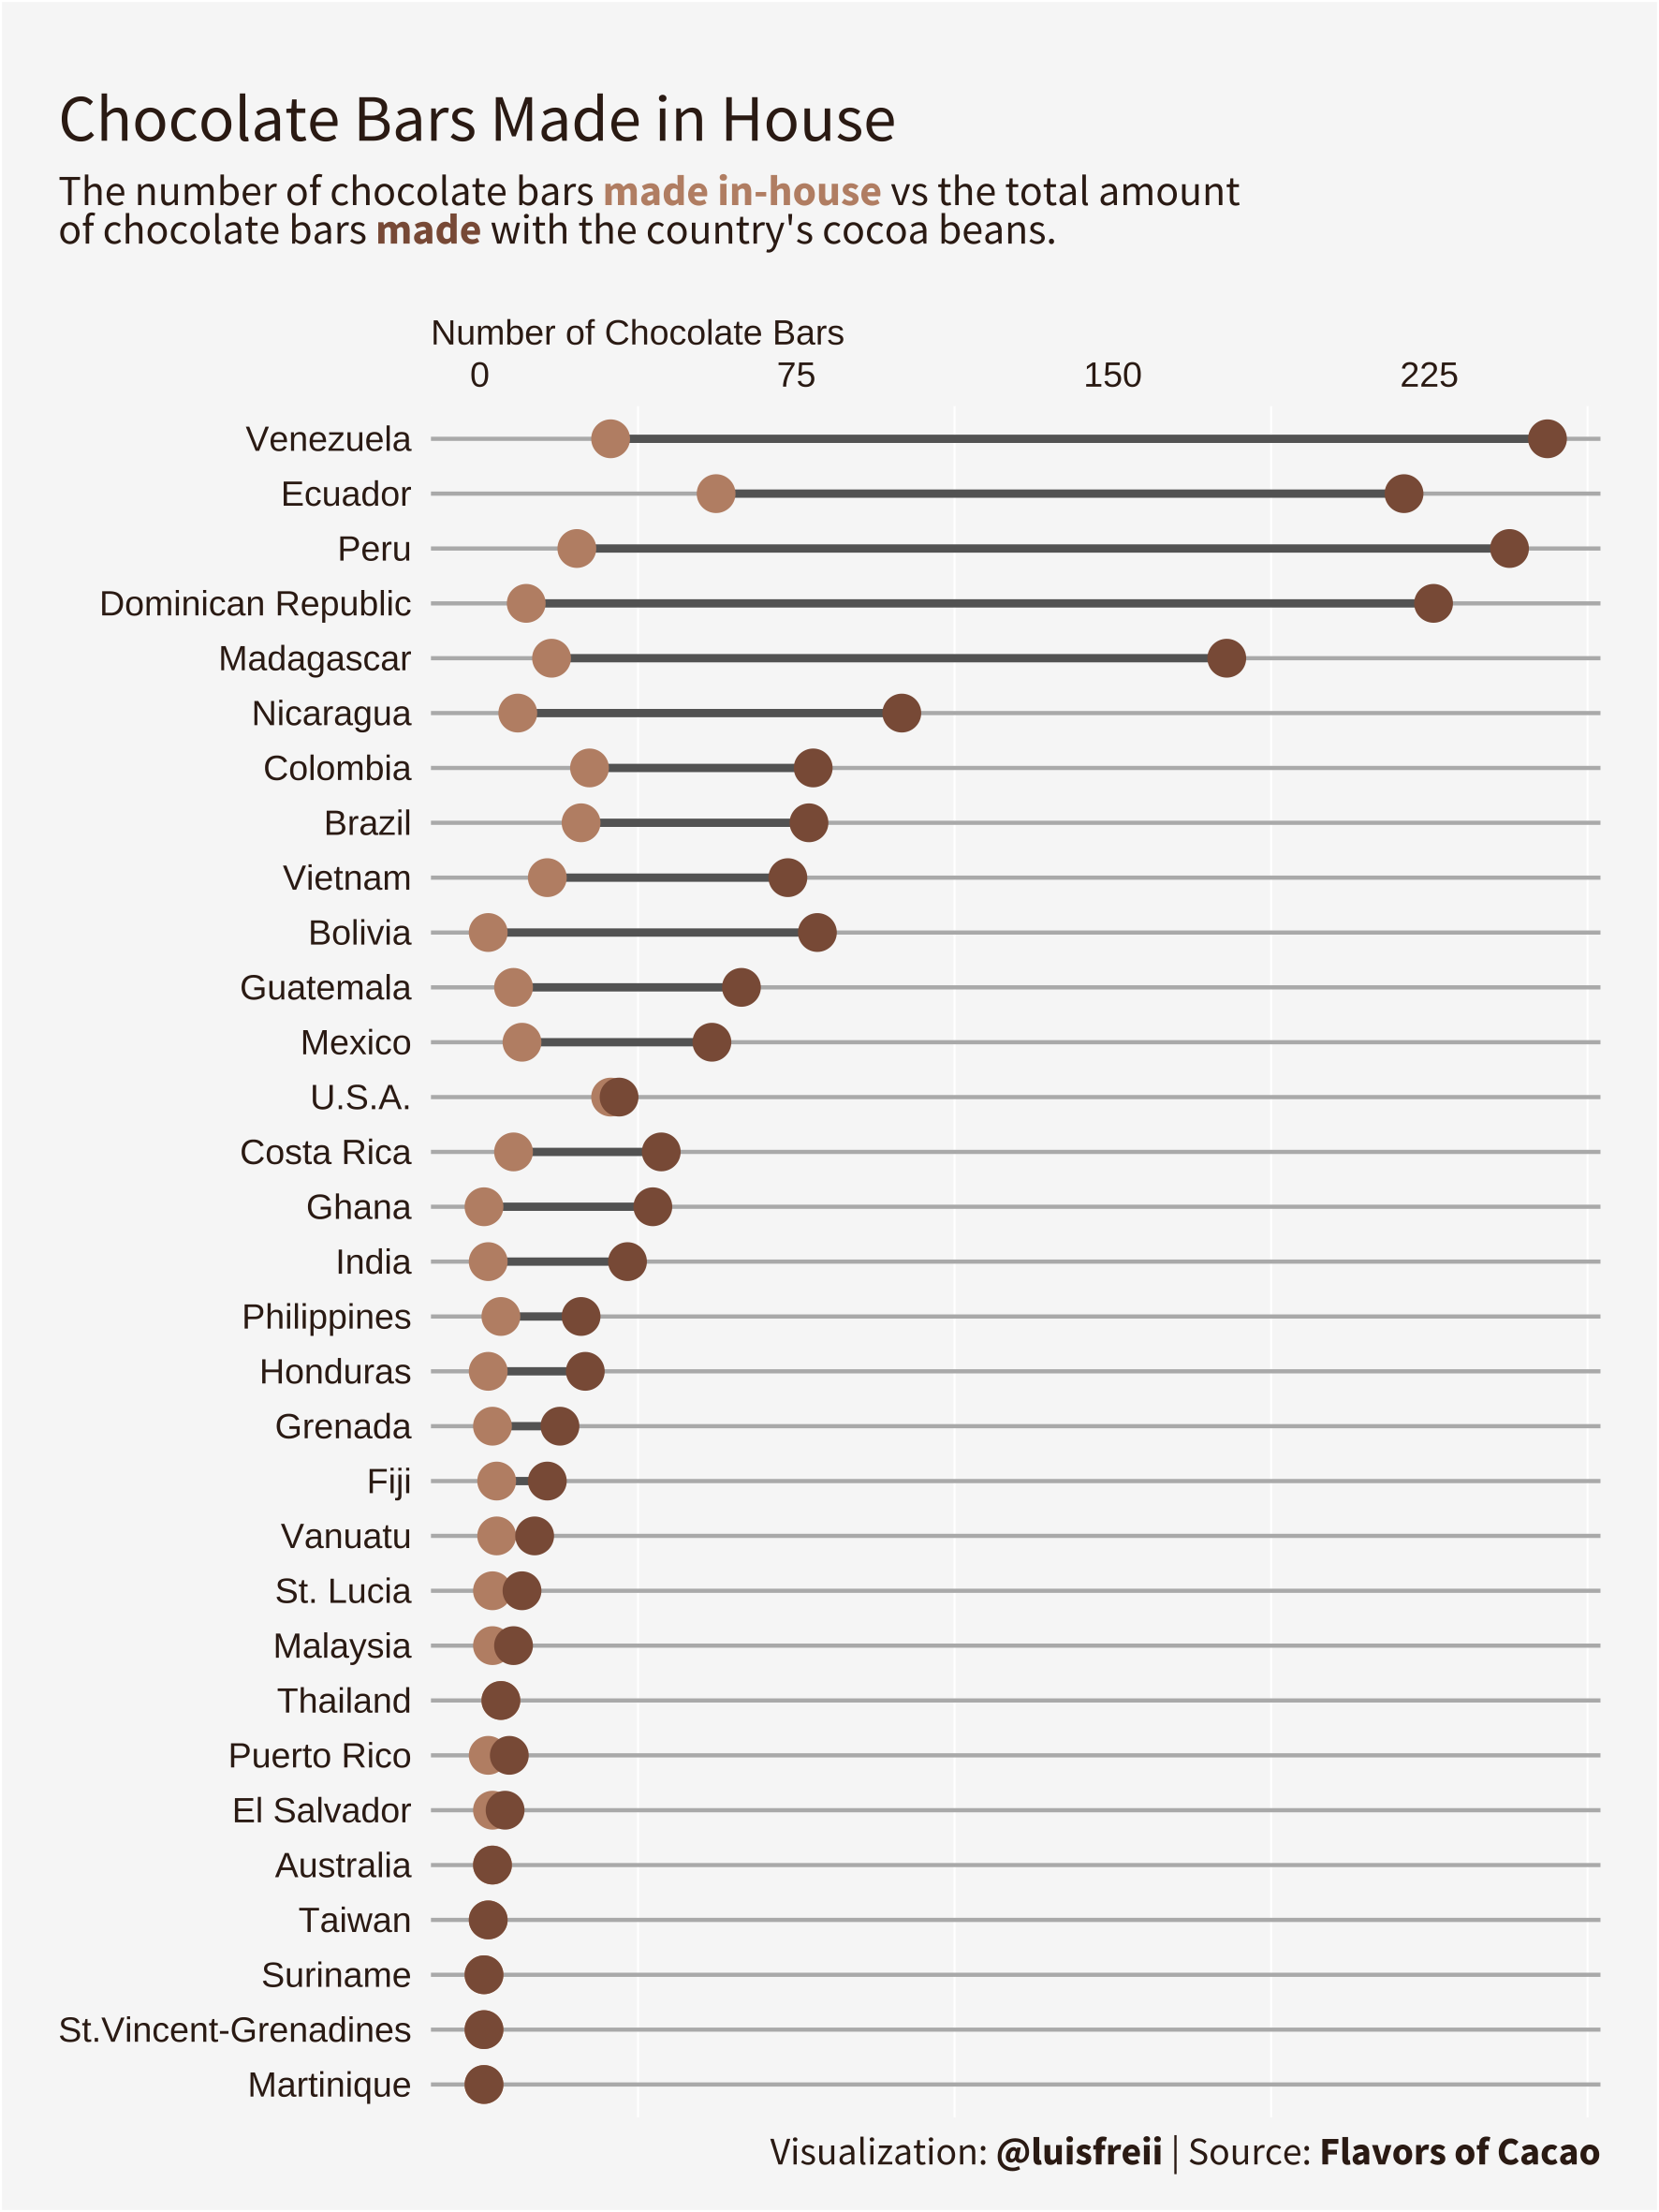 Chocolate Bars Made in House
The number of chocolate bars made in-house vs the total amount
of chocolate bars made with the country's cocoa beans.
Number of Chocolate Bars
0 75 150 225
Venezuela
Ecuador
Peru
Dominican Republic
Madagascar
Nicaragua
Colombia
Brazil
Vietnam
Bolivia
Guatemala
Mexico
U.S.A.
Costa Rica
Ghana
India
Philippines
Honduras
Grenada
Fiji
Vanuatu
St. Lucia
Malaysia
Thailand
Puerto Rico
El Salvador
Australia
Taiwan
Suriname
St.Vincent-Grenadines
Martinique
Visualization: @luisfreii | Source: Flavors of Cacao